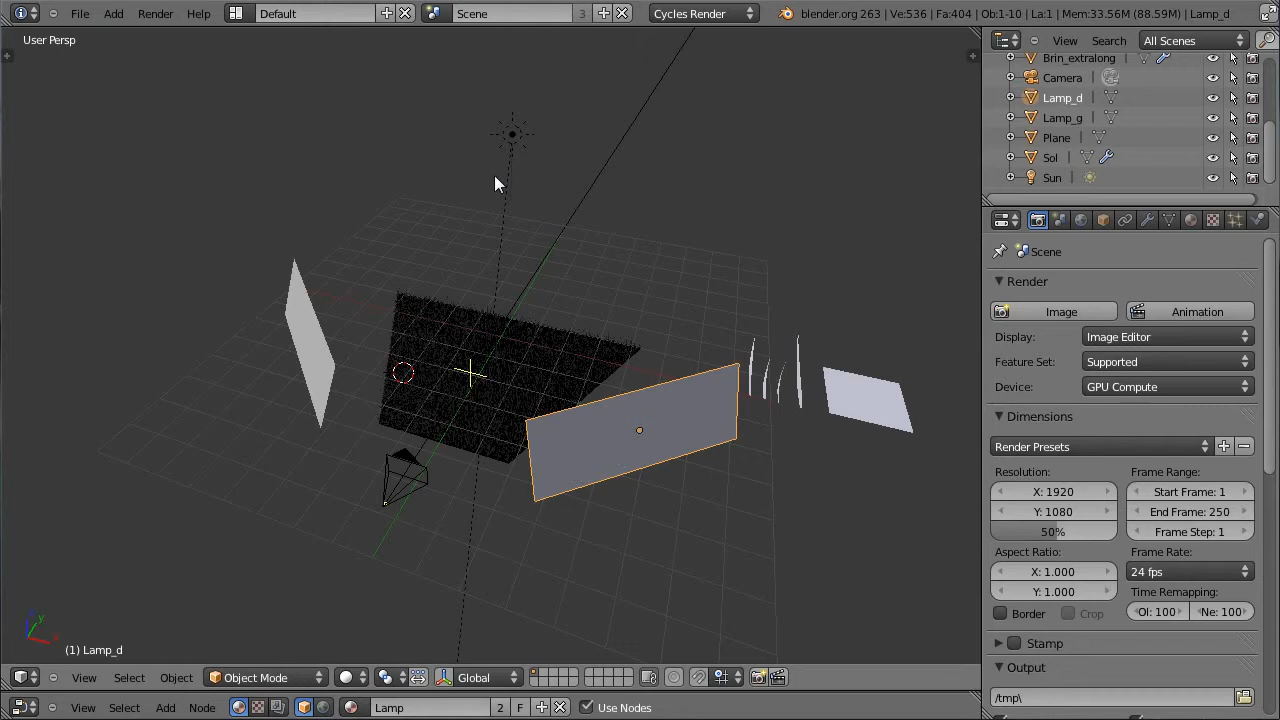 File Add Render Help Default Scene 3 Cycles Render blender.org 263 | Ve:536 | Fa:404 | Ob:1-10 | La:1 | Mem:33.56M (88.59M) | Lamp_d
User Persp
View Search All Scenes
Brin_extralong
Camera
Lamp_d
Lamp_g
Plane
Sol
Sun
Scene
Render
Image Animation
Display: Image Editor
Feature Set: Supported
Device: GPU Compute
Dimensions
Render Presets
Resolution: Frame Range:
X: 1920 Start Frame: 1
Y: 1080 End Frame: 250
50% Frame Step: 1
Aspect Ratio: Frame Rate:
X: 1.000 24 fps
Y: 1.000 Time Remapping:
Ol: 100 Ne: 100
Border Crop
Stamp
Output
/tmp\
(1) Lamp_d
View Select Object Object Mode Global
View Select Add Node Lamp 2 F Use Nodes